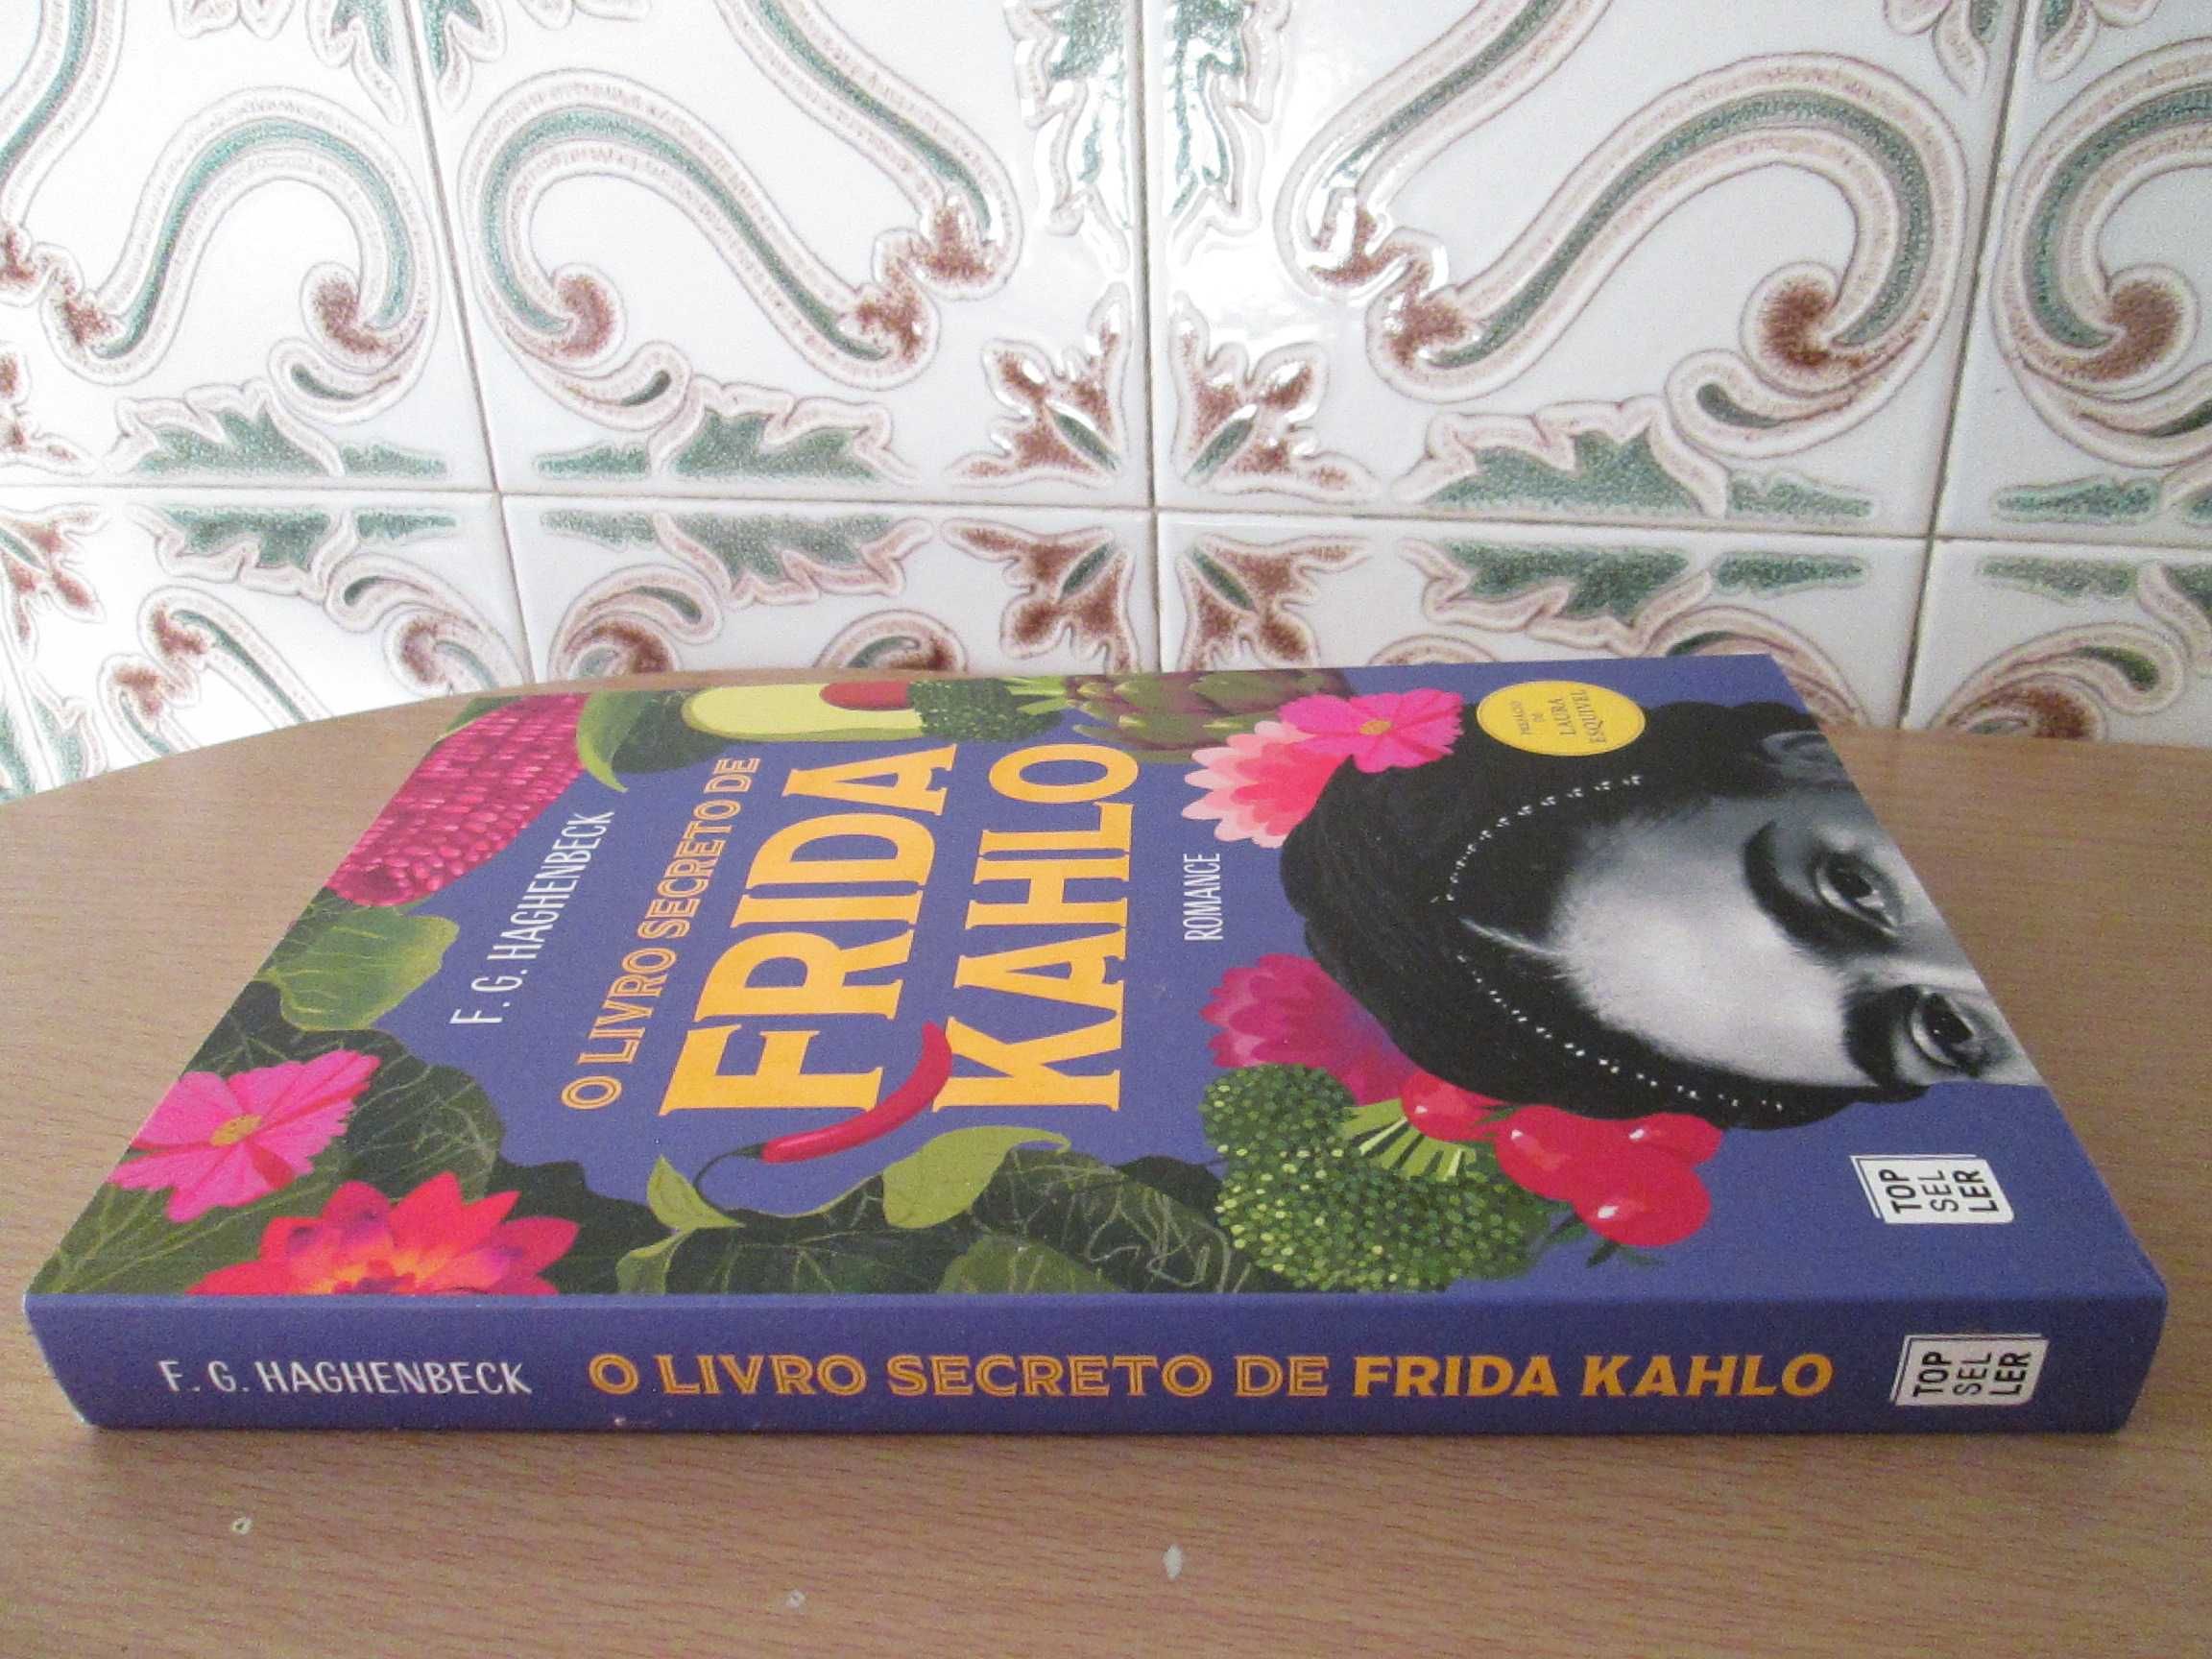 F. G. HAGHENBECK
O LIVRO SECRETO DE
FRIDA
KAHLO
ROMANCE
PREFÁCIO
DE
LAURA
ESQUIVEL
TOP
SEL
LER
F. G. HAGHENBECK O LIVRO SECRETO DE FRIDA KAHLO
TOP
SEL
LER